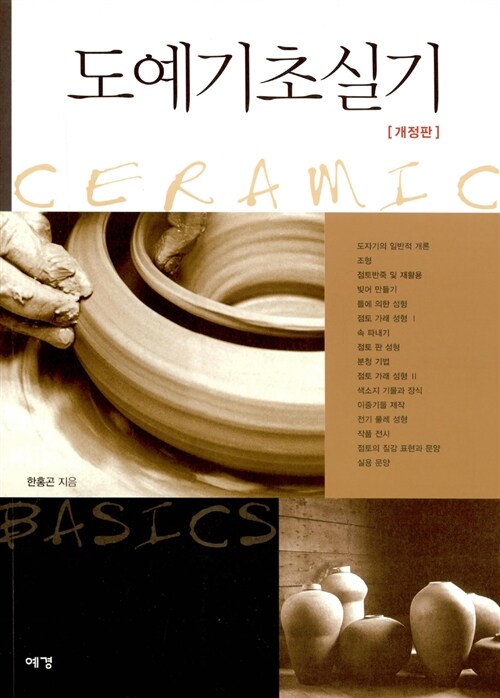 도예기초실기
[개정판]
CERAMIC
도자기의 일반적 개론
조형
점토반죽 및 재활용
빚어 만들기
틀에 의한 성형
점토 가래 성형 I
속 파내기
점토 판 성형
분청 기법
점토 가래 성형 II
색소지 기물과 장식
이중기물 제작
전기 물레 성형
작품 전시
점토의 질감 표현과 문양
실용 문양
한홍곤 지음
BASICS
예경